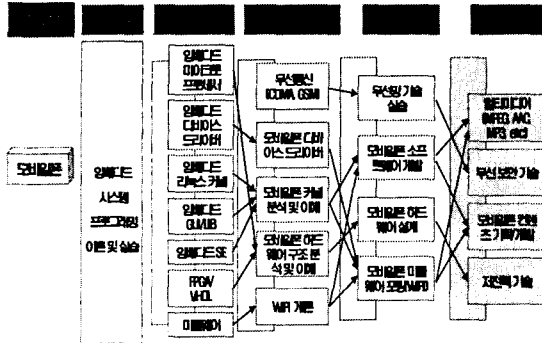 모바일폰
임베디드
시스템
프로그래밍
이론 및 실습
임베디드
마이크로
프로세서
임베디드
디바이스
드라이버
임베디드
리눅스 커널
임베디드
GUI/LIB
임베디드 SE
FPGA/
VHDL
미들웨어
무선통신
(CDMA, GSM)
모바일폰 디바
이스 드라이버
모바일폰 커널
분석 및 이해
모바일폰 하드
웨어 구조 분
석 및 이해
WIPI 개론
무선망 기술
실습
모바일폰 소프
트웨어 개발
모바일폰 하드
웨어 설계
모바일폰 미들
웨어 포팅(WIPI)
멀티미디어
(MPEG, AAC,
MP3, etc)
무선 보안 기술
모바일폰 컨텐
츠 기획/개발
저전력 기술